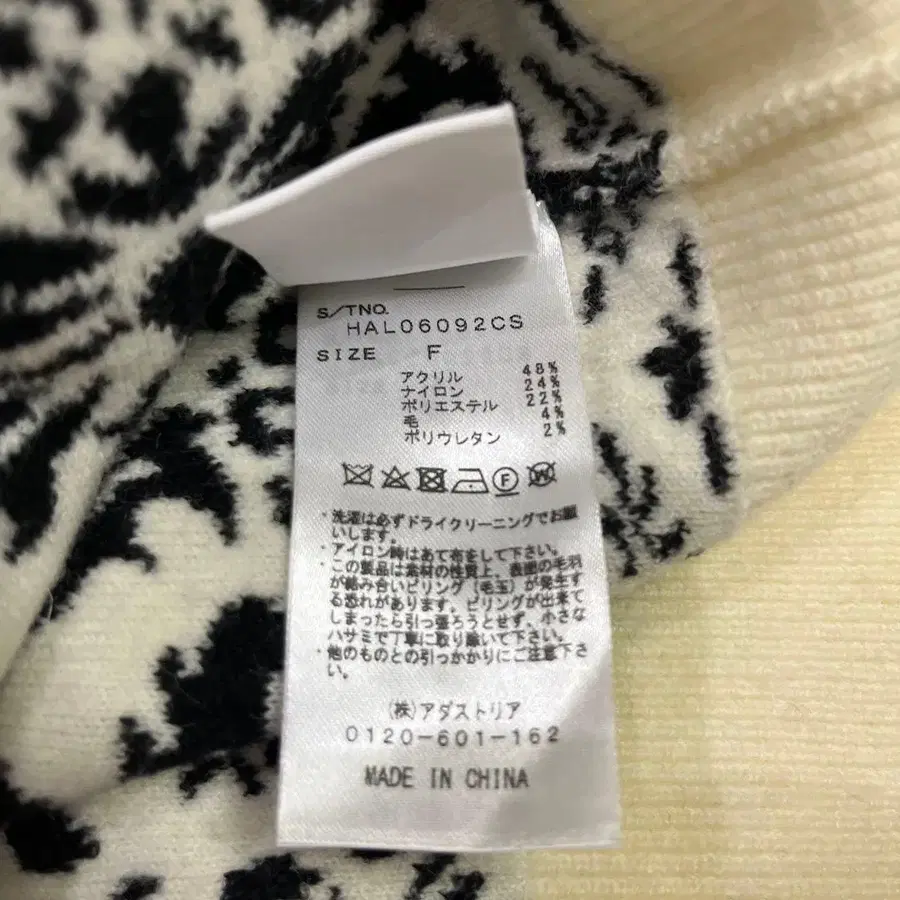 S/TNO.
HAL06092CS
SIZE F
アクリル 48%
ナイロン 24%
ポリエステル 22%
毛 4%
ポリウレタン 2%
F
W
・洗濯は必ずドライクリーニングでお願
いします。
・アイロン時はあて布をして下さい。
・この製品は素材の性質上、表面の毛羽
が絡み合いピリング（毛玉）が発生す
る恐れがあります。ピリングが出来て
しまったら引っ張ろうとせず、小さな
ハサミで丁寧に取り除いて下さい。
・他のものとの引っかかりにご注意下さ
い。
（株）アダストリア
0120-601-162
MADE IN CHINA